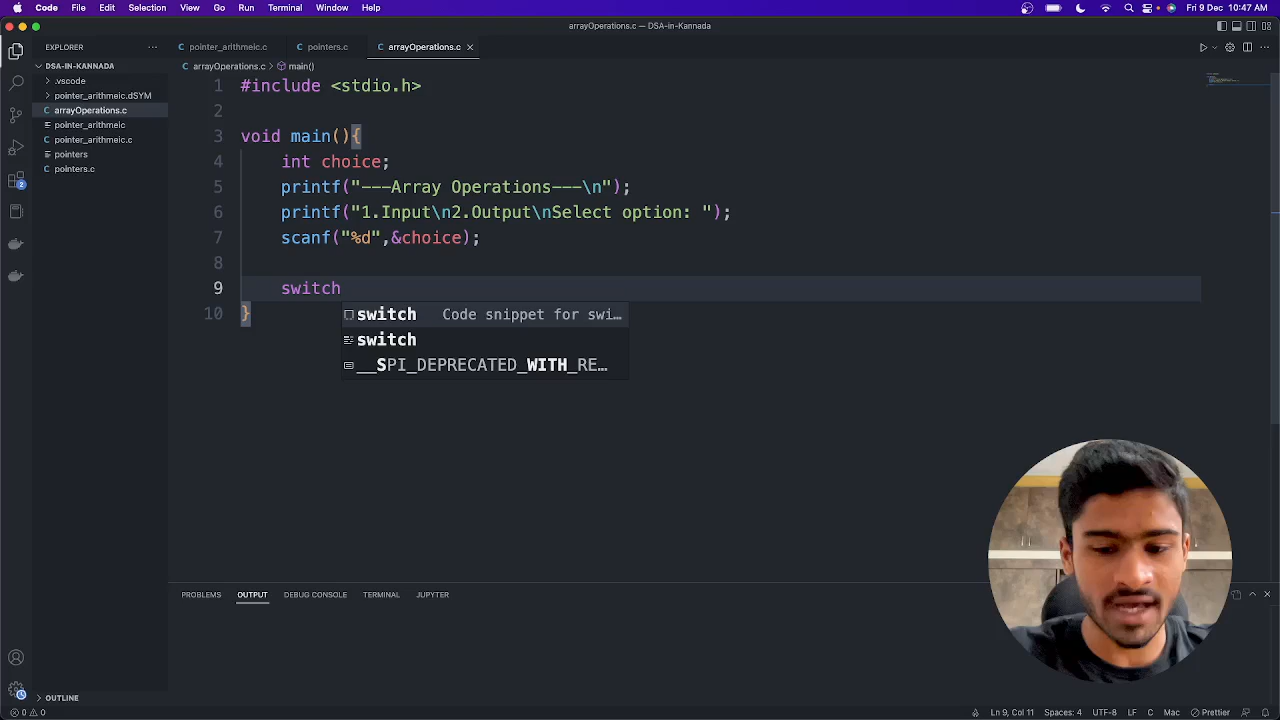 Code File Edit Selection View Go Run Terminal Window Help Fri 9 Dec 10:47 AM
arrayOperations.c — DSA-in-Kannada
EXPLORER
pointer_arithmeic.c pointers.c arrayOperations.c
DSA-IN-KANNADA
arrayOperations.c > main()
.vscode
pointer_arithmeic.dSYM
arrayOperations.c
pointer_arithmeic
pointer_arithmeic.c
pointers
pointers.c
1 #include <stdio.h>
2
3 void main(){
4 int choice;
5 printf("---Array Operations---\n");
6 printf("1.Input\n2.Output\nSelect option: ");
7 scanf("%d",&choice);
8
9 switch
10 }
switch Code snippet for swi…
switch
__SPI_DEPRECATED_WITH_RE…
2
PROBLEMS OUTPUT DEBUG CONSOLE TERMINAL JUPYTER
OUTLINE
0 0 Ln 9, Col 11 Spaces: 4 UTF-8 LF C Mac Prettier